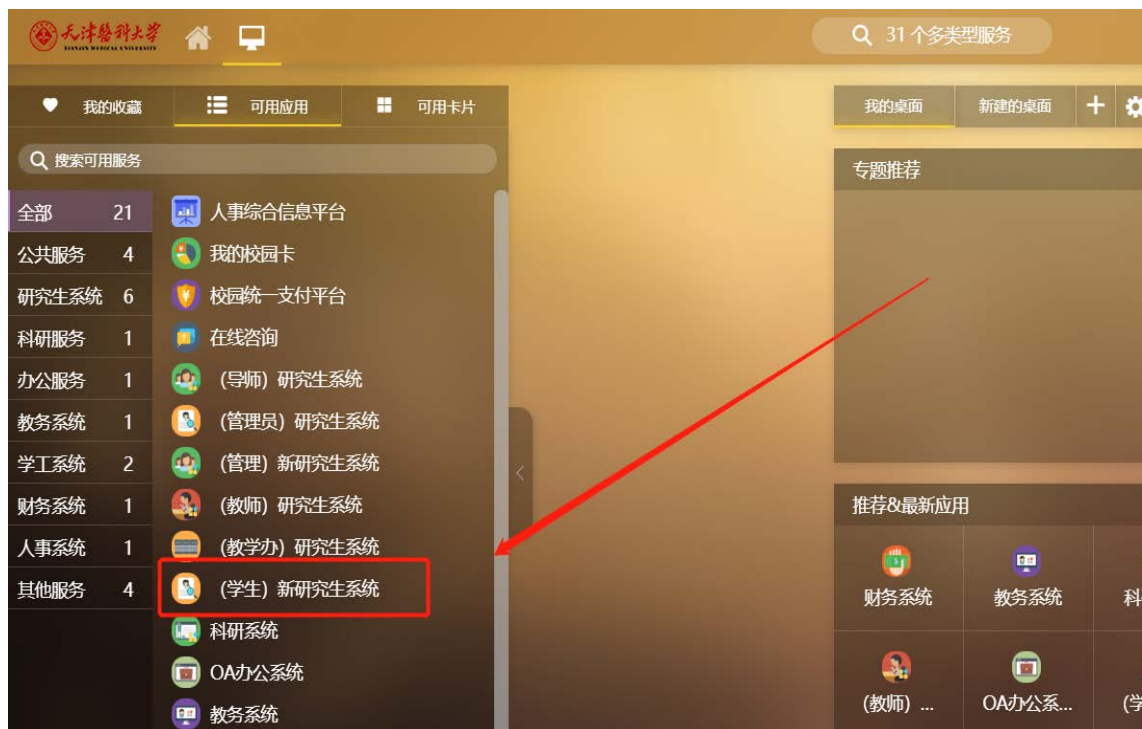 天津医科大学
TIANJIN MEDICAL UNIVERSITY
31个多类型服务
我的收藏 可用应用 可用卡片
搜索可用服务
全部 21
公共服务 4
研究生系统 6
科研服务 1
办公服务 1
教务系统 1
学工系统 2
财务系统 1
人事系统 1
其他服务 4
人事综合信息平台
我的校园卡
校园统一支付平台
在线咨询
（导师）研究生系统
（管理员）研究生系统
（管理）新研究生系统
（教师）研究生系统
（教学办）研究生系统
（学生）新研究生系统
科研系统
OA办公系统
教务系统
我的桌面 新建的桌面
专题推荐
推荐&最新应用
财务系统 教务系统 科
（教师）... OA办公系... （学